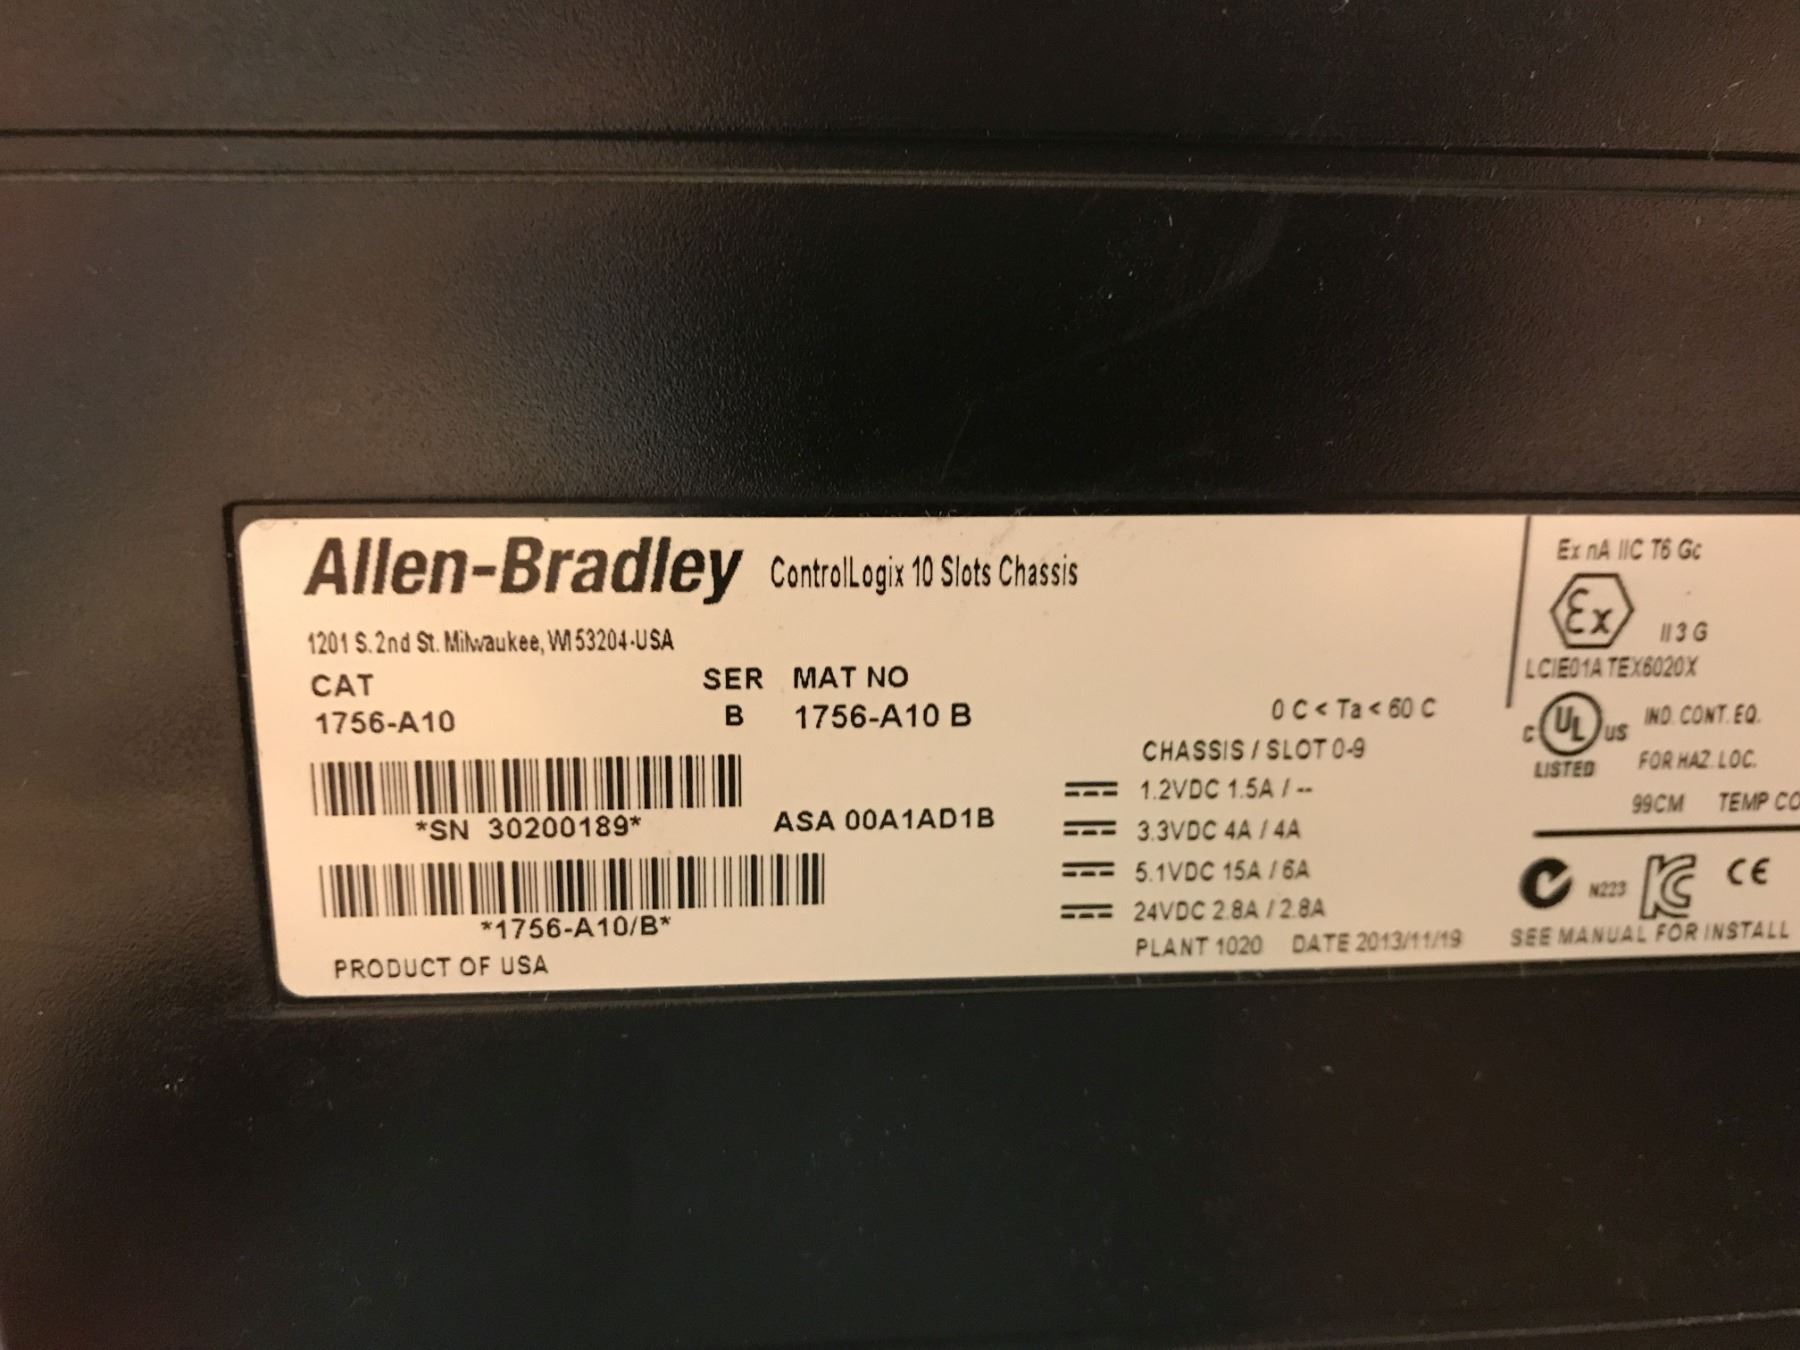 Allen-Bradley ControlLogix 10 Slots Chassis
1201 S. 2nd St. Milwaukee, WI 53204-USA
CAT SER MAT NO
1756-A10 B 1756-A10 B
*SN 30200189*
ASA 00A1AD1B
*1756-A10/B*
PRODUCT OF USA
0 C < Ta < 60 C
CHASSIS / SLOT 0-9
1.2VDC 1.5A / --
3.3VDC 4A / 4A
5.1VDC 15A / 6A
24VDC 2.8A / 2.8A
PLANT 1020 DATE 2013/11/19
Ex nA IIC T6 Gc
Ex II 3 G
LCIE01ATEX6020X
C UL US IND. CONT. EQ.
LISTED FOR HAZ. LOC.
99CM TEMP CO
N223 KC CE
SEE MANUAL FOR INSTALL